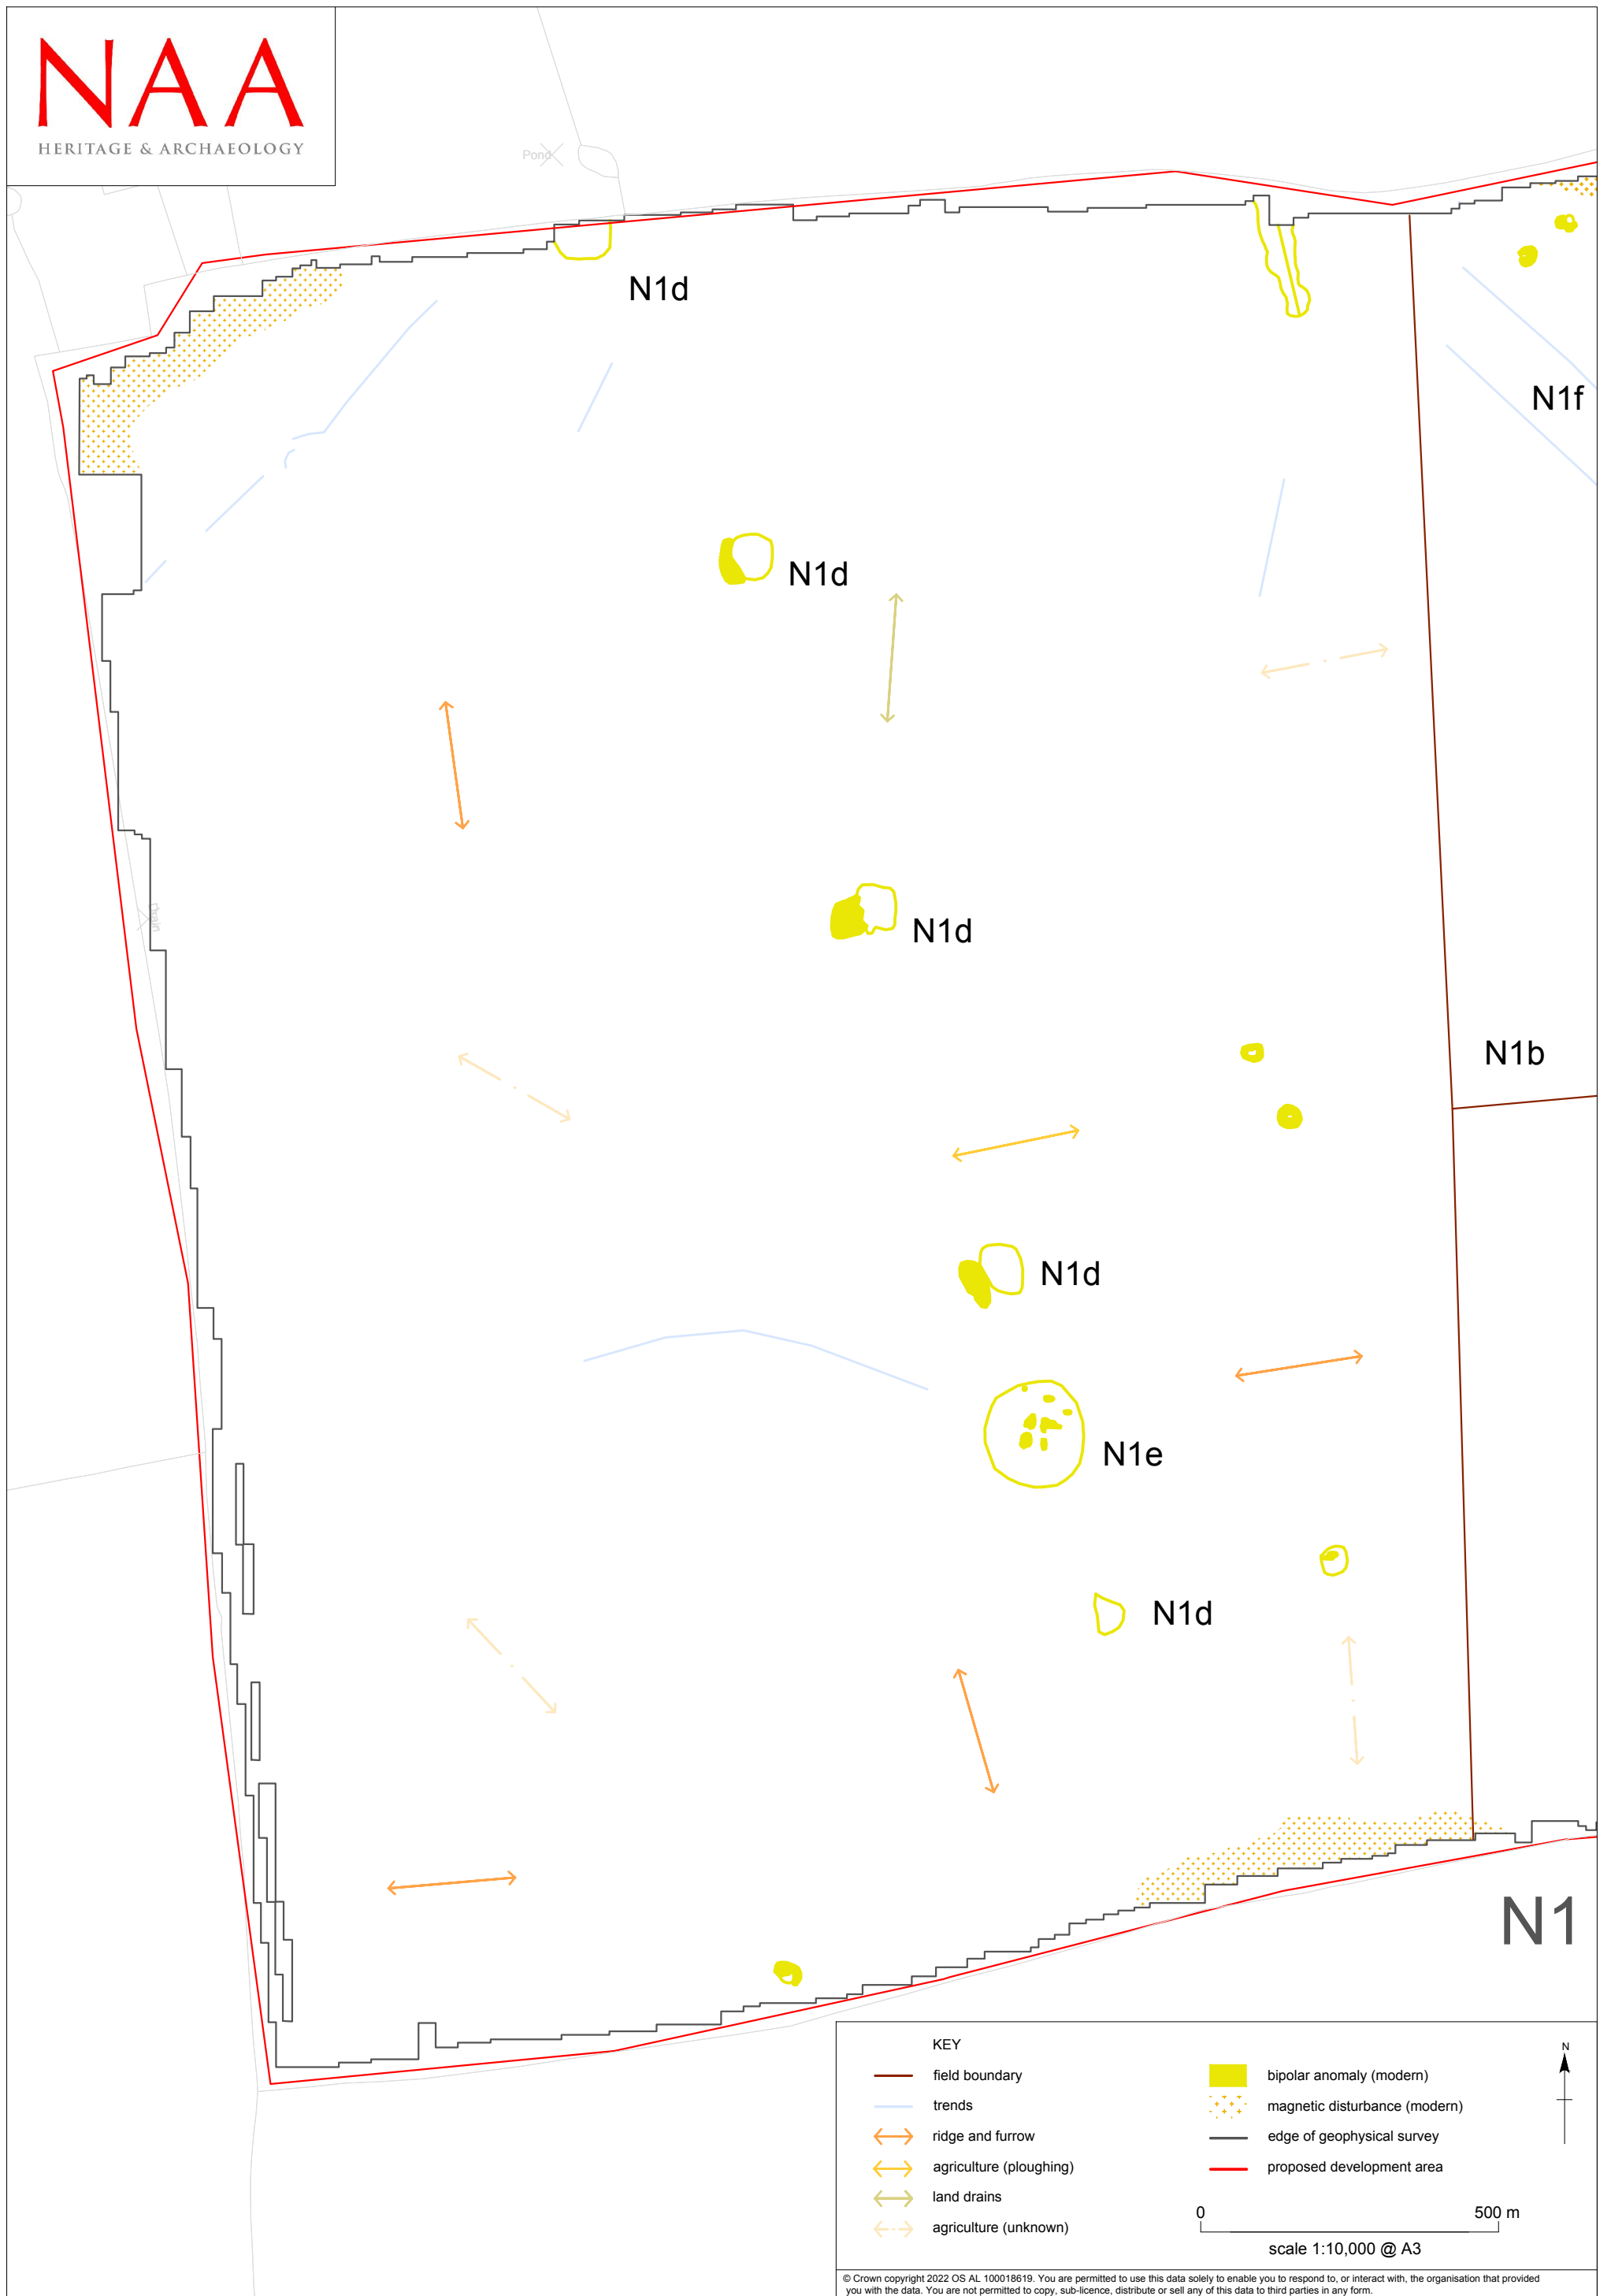 NAA
HERITAGE & ARCHAEOLOGY
Pond
N1d
N1f
N1d
Drain
N1d
N1b
N1d
N1e
N1d
N1
KEY
field boundary
trends
ridge and furrow
agriculture (ploughing)
land drains
agriculture (unknown)
bipolar anomaly (modern)
magnetic disturbance (modern)
edge of geophysical survey
proposed development area
N
0 500 m
scale 1:10,000 @ A3
© Crown copyright 2022 OS AL 100018619. You are permitted to use this data solely to enable you to respond to, or interact with, the organisation that provided
you with the data. You are not permitted to copy, sub-licence, distribute or sell any of this data to third parties in any form.